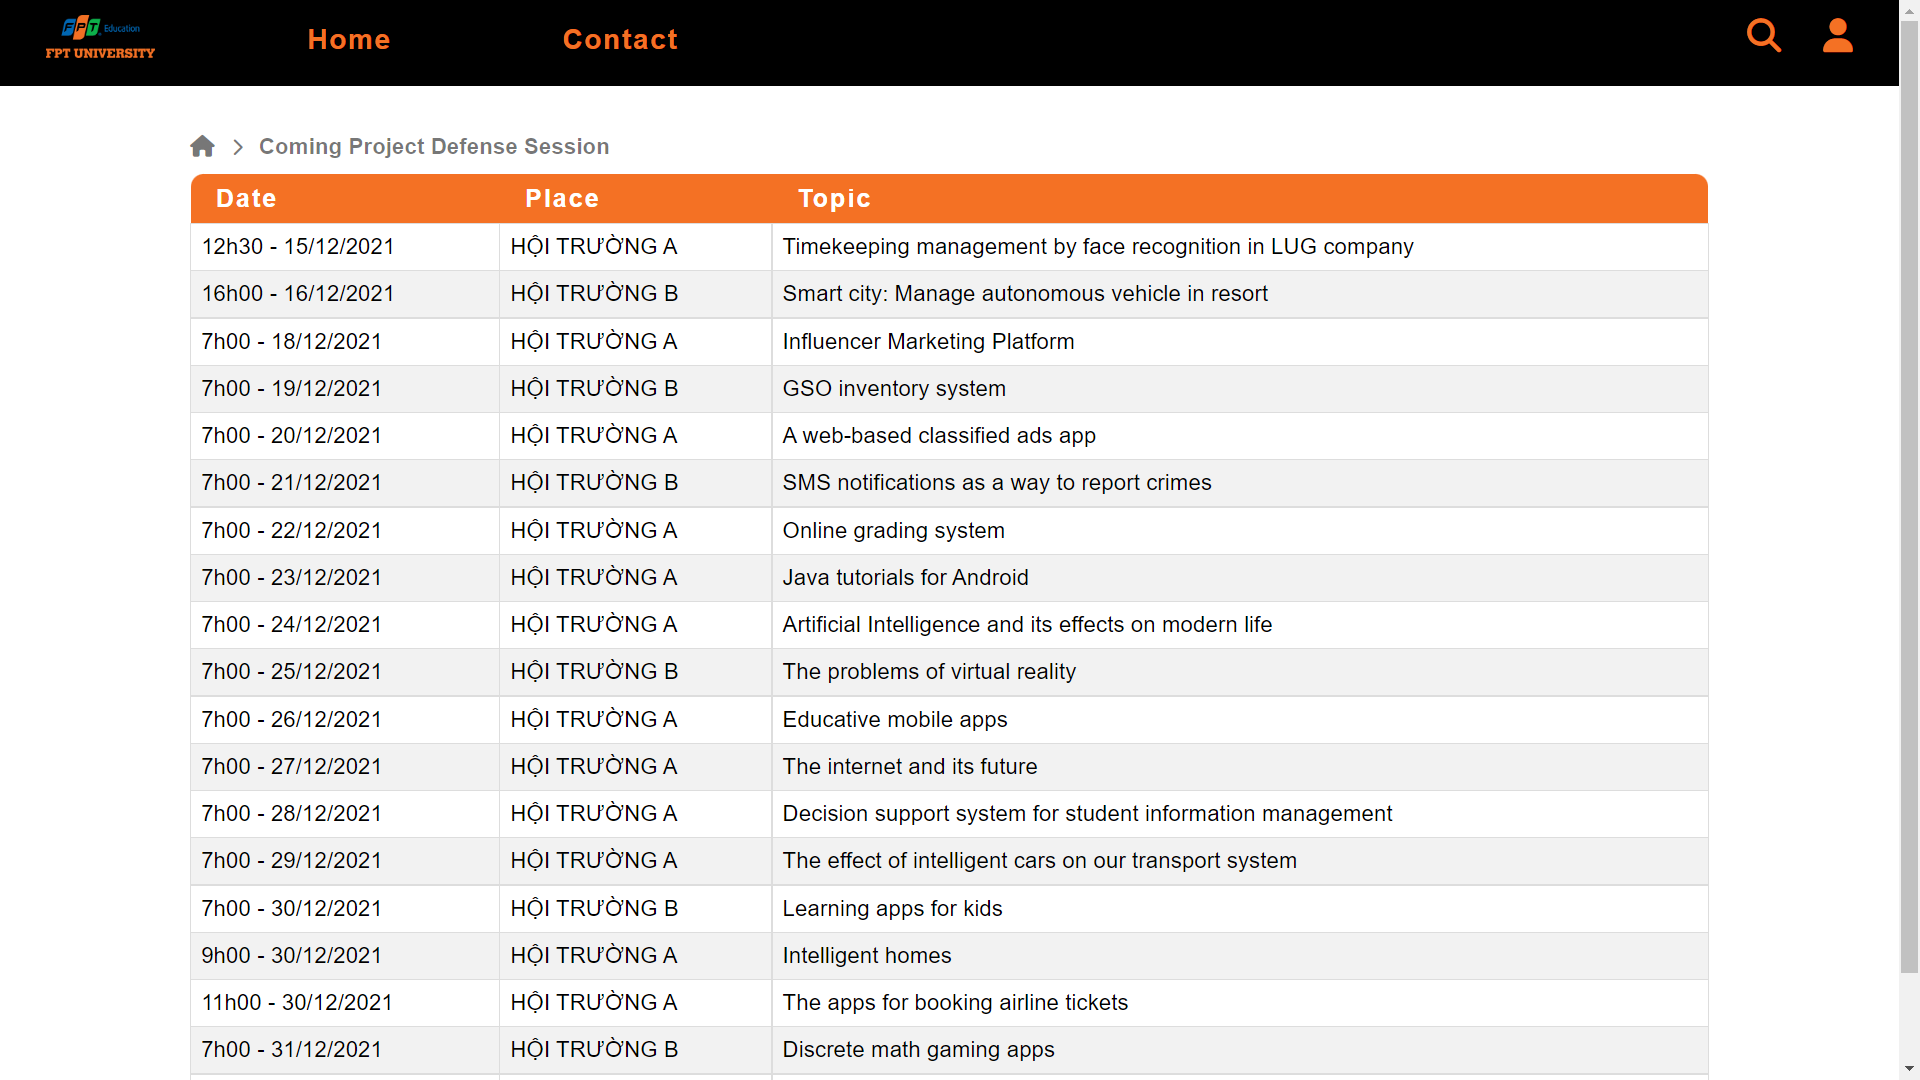 FPT Education
FPT UNIVERSITY
Home
Contact
Coming Project Defense Session
Date Place Topic
12h30 - 15/12/2021 HỘI TRƯỜNG A Timekeeping management by face recognition in LUG company
16h00 - 16/12/2021 HỘI TRƯỜNG B Smart city: Manage autonomous vehicle in resort
7h00 - 18/12/2021 HỘI TRƯỜNG A Influencer Marketing Platform
7h00 - 19/12/2021 HỘI TRƯỜNG B GSO inventory system
7h00 - 20/12/2021 HỘI TRƯỜNG A A web-based classified ads app
7h00 - 21/12/2021 HỘI TRƯỜNG B SMS notifications as a way to report crimes
7h00 - 22/12/2021 HỘI TRƯỜNG A Online grading system
7h00 - 23/12/2021 HỘI TRƯỜNG A Java tutorials for Android
7h00 - 24/12/2021 HỘI TRƯỜNG A Artificial Intelligence and its effects on modern life
7h00 - 25/12/2021 HỘI TRƯỜNG B The problems of virtual reality
7h00 - 26/12/2021 HỘI TRƯỜNG A Educative mobile apps
7h00 - 27/12/2021 HỘI TRƯỜNG A The internet and its future
7h00 - 28/12/2021 HỘI TRƯỜNG A Decision support system for student information management
7h00 - 29/12/2021 HỘI TRƯỜNG A The effect of intelligent cars on our transport system
7h00 - 30/12/2021 HỘI TRƯỜNG B Learning apps for kids
9h00 - 30/12/2021 HỘI TRƯỜNG A Intelligent homes
11h00 - 30/12/2021 HỘI TRƯỜNG A The apps for booking airline tickets
7h00 - 31/12/2021 HỘI TRƯỜNG B Discrete math gaming apps